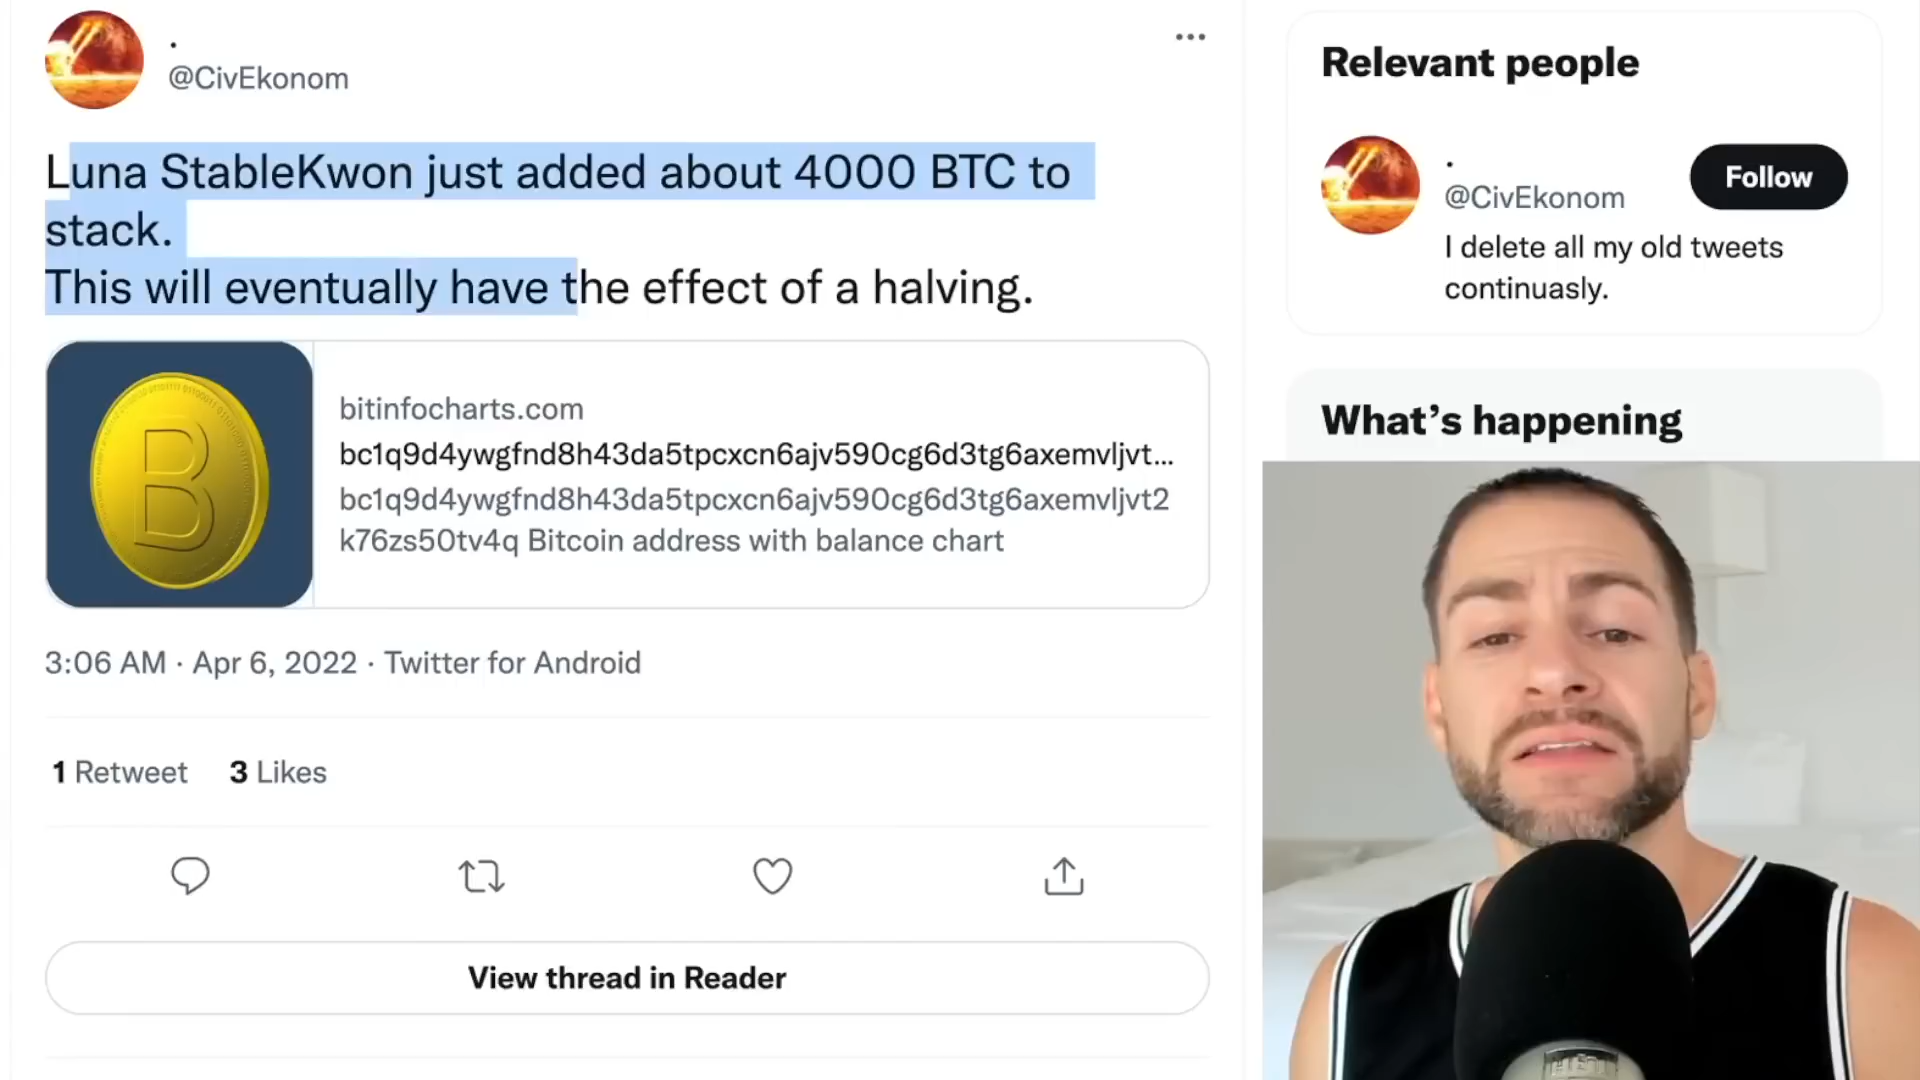 .
@CivEkonom
Luna StableKwon just added about 4000 BTC to
stack.
This will eventually have the effect of a halving.
bitinfocharts.com
bc1q9d4ywgfnd8h43da5tpcxcn6ajv590cg6d3tg6axemvljvt...
bc1q9d4ywgfnd8h43da5tpcxcn6ajv590cg6d3tg6axemvljvt2
k76zs50tv4q Bitcoin address with balance chart
3:06 AM · Apr 6, 2022 · Twitter for Android
1 Retweet 3 Likes
View thread in Reader
Relevant people
.
@CivEkonom
Follow
I delete all my old tweets
continuasly.
What's happening